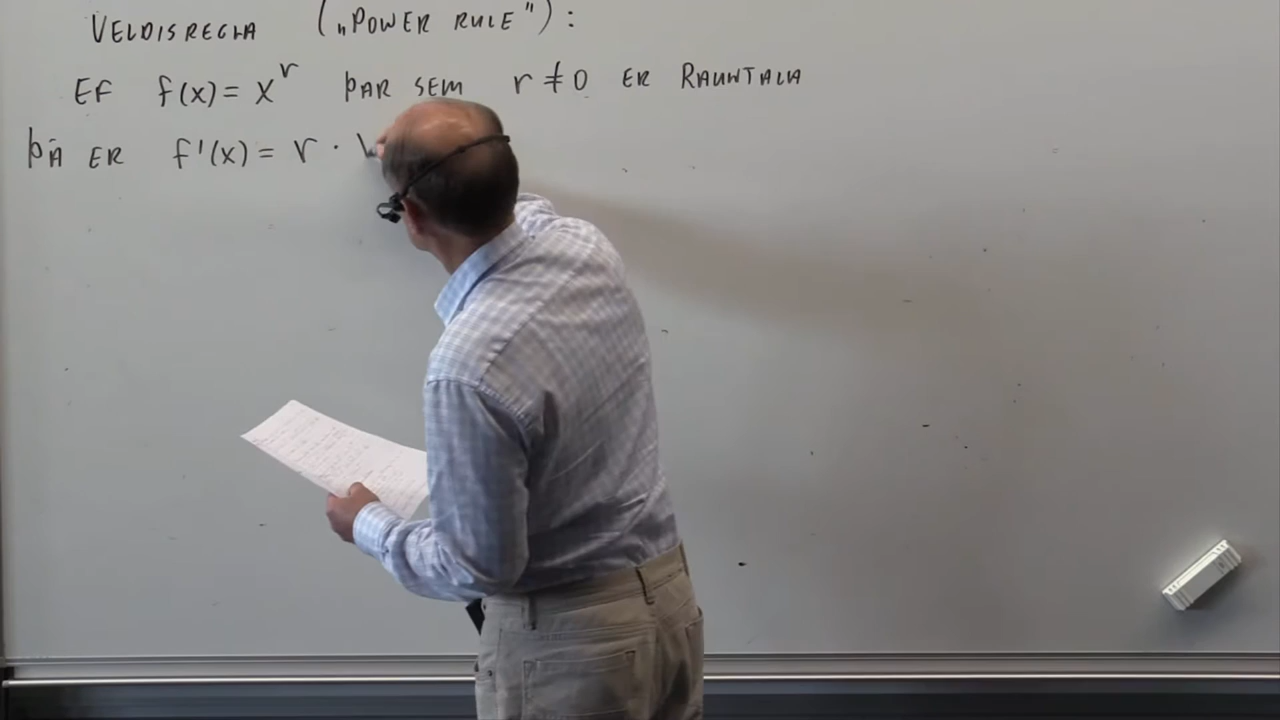 VELDISREGLA („POWER RULE"):
EF f(x) = x^r ÞAR SEM r ≠ 0 ER RAUNTALA
ÞÁ ER f'(x) = r ·